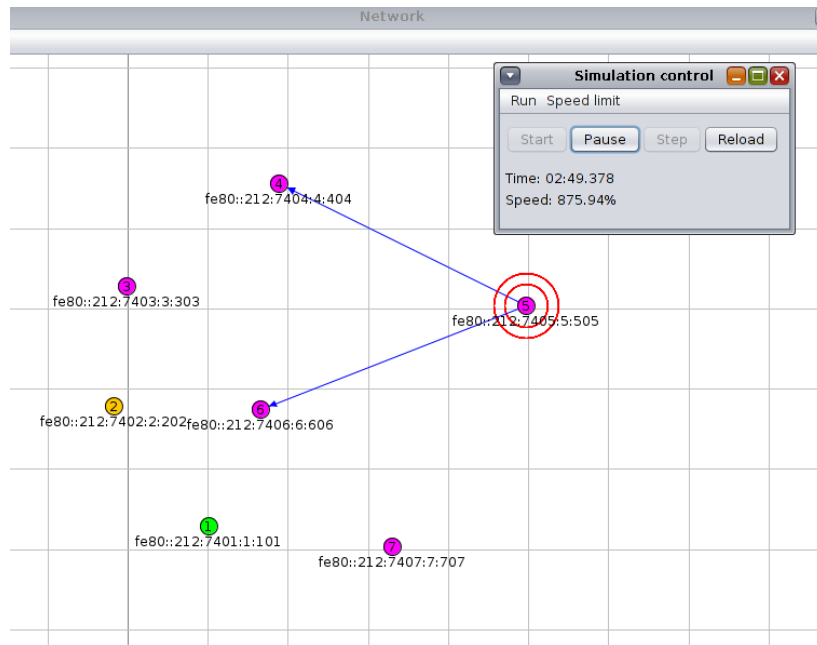 Network
Simulation control
Run Speed limit
Start Pause Step Reload
Time: 02:49.378
Speed: 875.94%
4
fe80::212:7404:4:404
3
fe80::212:7403:3:303
5
fe80::212:7405:5:505
2
fe80::212:7402:2:202
6
fe80::212:7406:6:606
1
fe80::212:7401:1:101
7
fe80::212:7407:7:707